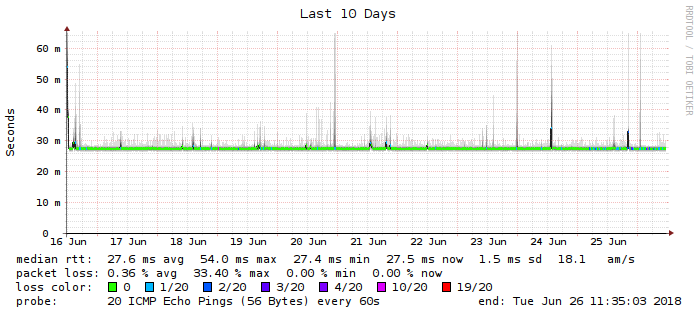 Last 10 Days
RRDTOOL / TOBI OETIKER
Seconds
60 m
50 m
40 m
30 m
20 m
10 m
0
16 Jun 17 Jun 18 Jun 19 Jun 20 Jun 21 Jun 22 Jun 23 Jun 24 Jun 25 Jun
median rtt: 27.6 ms avg 54.0 ms max 27.4 ms min 27.5 ms now 1.5 ms sd 18.1 am/s
packet loss: 0.36 % avg 33.40 % max 0.00 % min 0.00 % now
loss color: 0 1/20 2/20 3/20 4/20 10/20 19/20
probe: 20 ICMP Echo Pings (56 Bytes) every 60s end: Tue Jun 26 11:35:03 2018